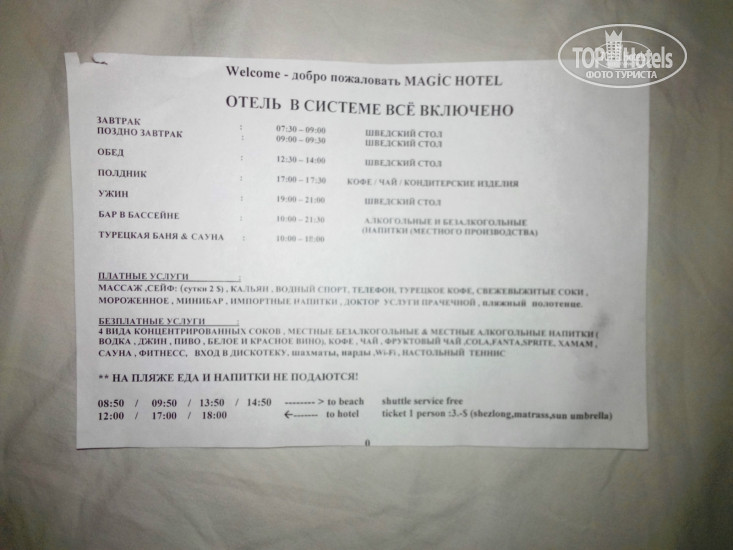 TOP Hotels
ФОТО ТУРИСТА
Welcome - добро пожаловать MAGİC HOTEL
ОТЕЛЬ В СИСТЕМЕ ВСЁ ВКЛЮЧЕНО
ЗАВТРАК : 07:30 – 09:00 ШВЕДСКИЙ СТОЛ
ПОЗДНО ЗАВТРАК : 09:00 – 09:30 ШВЕДСКИЙ СТОЛ
ОБЕД : 12:30 – 14:00 ШВЕДСКИЙ СТОЛ
ПОЛДНИК : 17:00 – 17:30 КОФЕ / ЧАЙ / КОНДИТЕРСКИЕ ИЗДЕЛИЯ
УЖИН : 19:00 – 21:00 ШВЕДСКИЙ СТОЛ
БАР В БАССЕЙНЕ : 10:00 – 21:30 АЛКОГОЛЬНЫЕ И БЕЗАЛКОГОЛЬНЫЕ
(НАПИТКИ (МЕСТНОГО ПРОИЗВОДСТВА)
ТУРЕЦКАЯ БАНЯ & САУНА : 10:00 – 18:00
ПЛАТНЫЕ УСЛУГИ :
МАССАЖ ,СЕЙФ: (сутки 2 $) , КАЛЬЯН , ВОДНЫЙ СПОРТ, ТЕЛЕФОН, ТУРЕЦКОЕ КОФЕ, СВЕЖЕВЫЖИТЫЕ СОКИ ,
МОРОЖЕННОЕ , МИНИБАР , ИМПОРТНЫЕ НАПИТКИ , ДОКТОР УСЛУГИ ПРАЧЕЧНОЙ , пляжный полотенце.
БЕЗПЛАТНЫЕ УСЛУГИ :
4 ВИДА КОНЦЕНТРИРОВАННЫХ СОКОВ , МЕСТНЫЕ БЕЗАЛКОГОЛЬНЫЕ & МЕСТНЫЕ АЛКОГОЛЬНЫЕ НАПИТКИ (
ВОДКА , ДЖИН , ПИВО , БЕЛОЕ И КРАСНОЕ ВИНО), КОФЕ , ЧАЙ , ФРУКТОВЫЙ ЧАЙ ,COLA,FANTA,SPRITE, ХАМАМ ,
САУНА , ФИТНЕСС, ВХОД В ДИСКОТЕКУ, шахматы, нарды ,Wi-Fi , НАСТОЛЬНЫЙ ТЕННИС
** НА ПЛЯЖЕ ЕДА И НАПИТКИ НЕ ПОДАЮТСЯ!
08:50 / 09:50 / 13:50 / 14:50 -------- > to beach shuttle service free
12:00 / 17:00 / 18:00 <------- to hotel ticket 1 person :3.-$ (shezlong,matrass,sun umbrella)
0